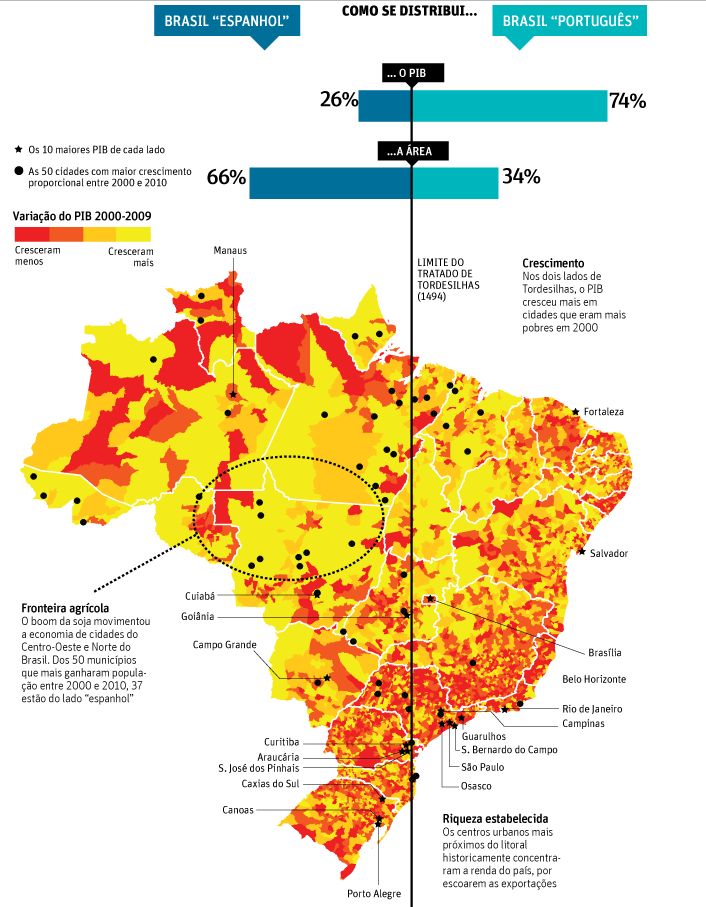 COMO SE DISTRIBUI...
BRASIL “ESPANHOL”
BRASIL “PORTUGUÊS”
... O PIB
26%
74%
...A ÁREA
66%
34%
Os 10 maiores PIB de cada lado
As 50 cidades com maior crescimento
proporcional entre 2000 e 2010
Variação do PIB 2000-2009
Cresceram
menos
Cresceram
mais
Manaus
LIMITE DO
TRATADO DE
TORDESILHAS
(1494)
Crescimento
Nos dois lados de
Tordesilhas, o PIB
cresceu mais em
cidades que eram mais
pobres em 2000
Fortaleza
Salvador
Fronteira agrícola
O boom da soja movimentou
a economia de cidades do
Centro-Oeste e Norte do
Brasil. Dos 50 municípios
que mais ganharam popula-
ção entre 2000 e 2010, 37
estão do lado “espanhol”
Cuiabá
Goiânia
Campo Grande
Brasília
Belo Horizonte
Rio de Janeiro
Campinas
Guarulhos
S. Bernardo do Campo
São Paulo
Osasco
Curitiba
Araucária
S. José dos Pinhais
Caxias do Sul
Canoas
Porto Alegre
Riqueza estabelecida
Os centros urbanos mais
próximos do litoral
historicamente concentra-
ram a renda do país, por
escoarem as exportações